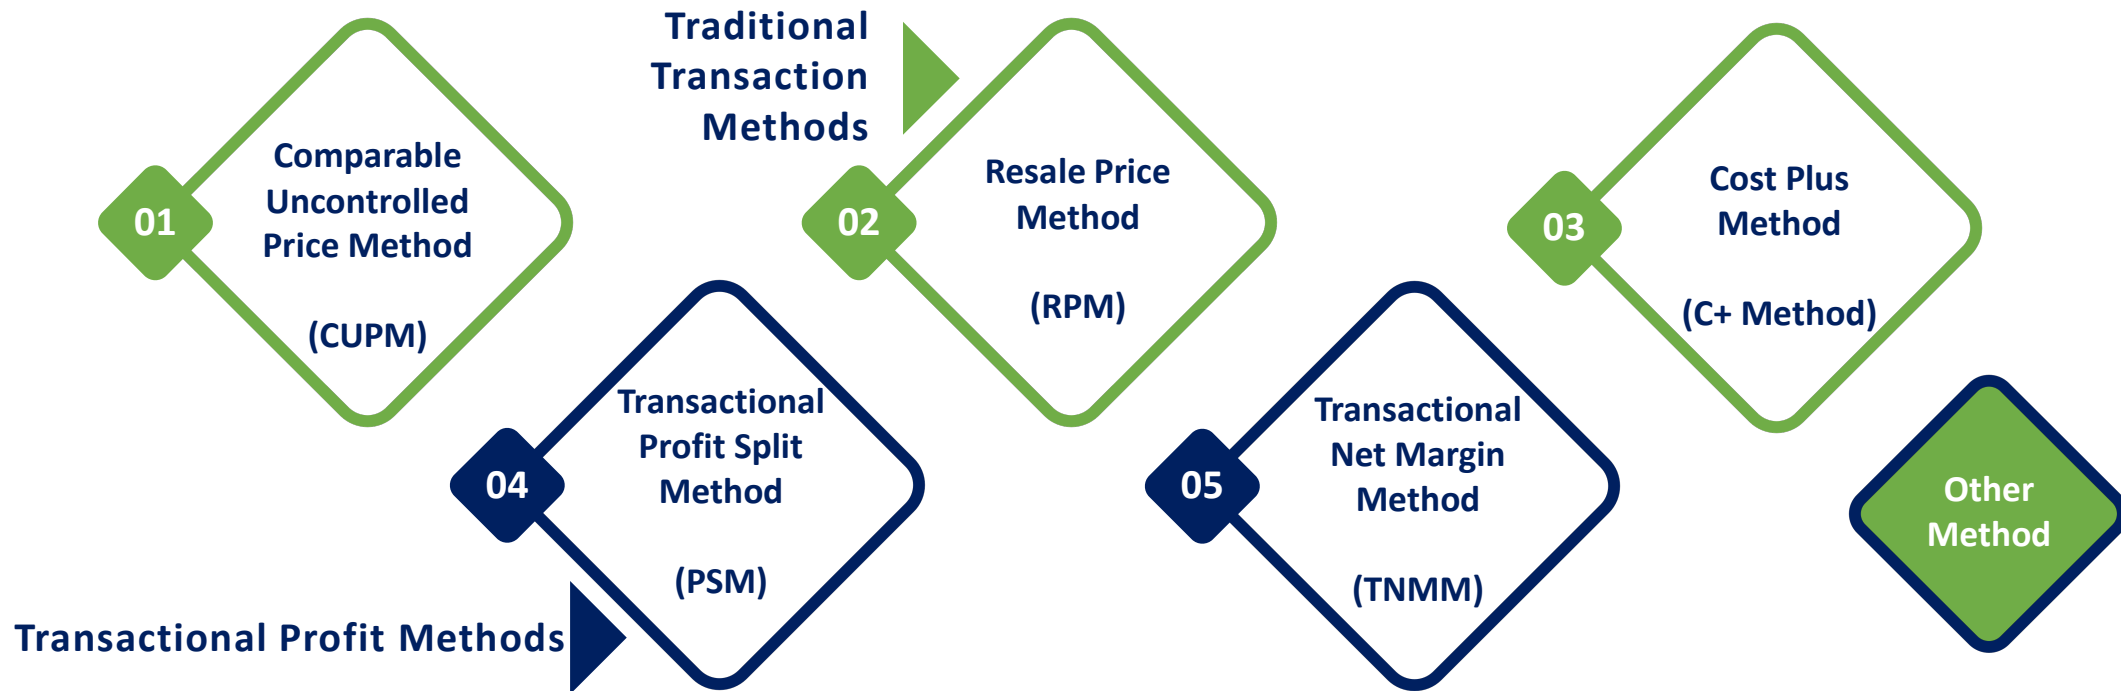 Traditional
Transaction
Methods
01
Comparable
Uncontrolled
Price Method
(CUPM)
02
Resale Price
Method
(RPM)
03
Cost Plus
Method
(C+ Method)
04
Transactional
Profit Split
Method
(PSM)
05
Transactional
Net Margin
Method
(TNMM)
Other
Method
Transactional Profit Methods